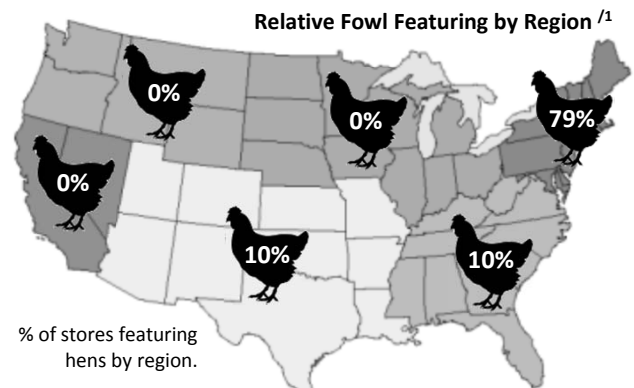 Relative Fowl Featuring by Region /1
0%
0%
79%
0%
10%
10%
% of stores featuring
hens by region.